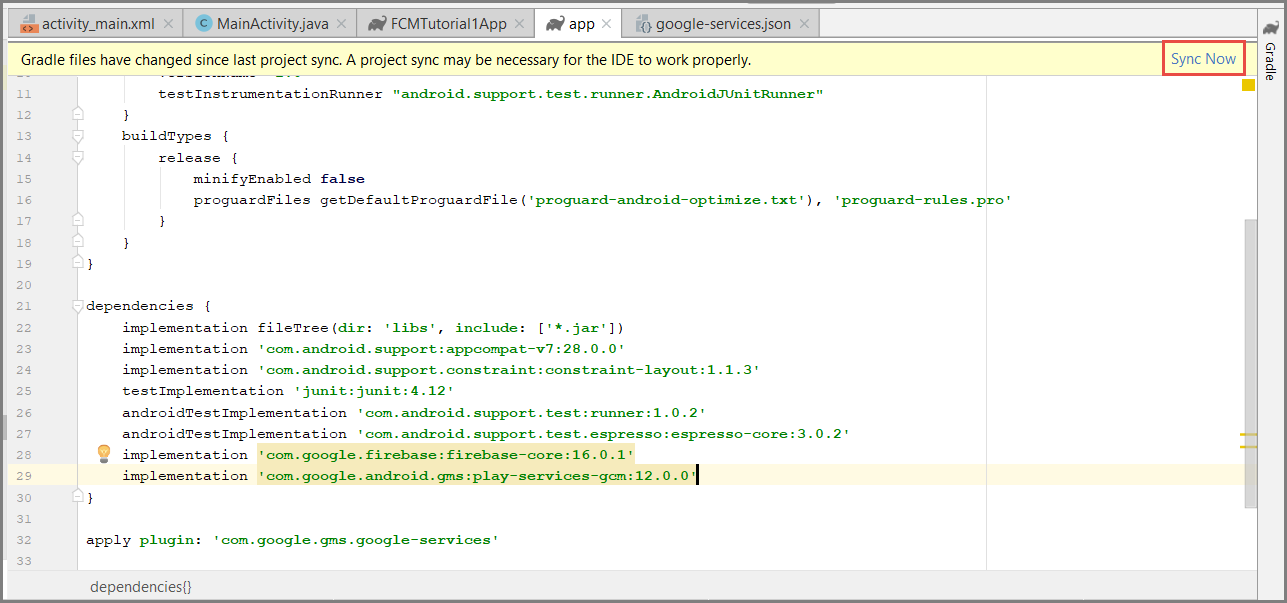 activity_main.xml MainActivity.java FCMTutorial1App app google-services.json
Gradle files have changed since last project sync. A project sync may be necessary for the IDE to work properly. Sync Now
Gradle
11 testInstrumentationRunner "android.support.test.runner.AndroidJUnitRunner"
12 }
13 buildTypes {
14 release {
15 minifyEnabled false
16 proguardFiles getDefaultProguardFile('proguard-android-optimize.txt'), 'proguard-rules.pro'
17 }
18 }
19 }
20
21 dependencies {
22 implementation fileTree(dir: 'libs', include: ['*.jar'])
23 implementation 'com.android.support:appcompat-v7:28.0.0'
24 implementation 'com.android.support.constraint:constraint-layout:1.1.3'
25 testImplementation 'junit:junit:4.12'
26 androidTestImplementation 'com.android.support.test:runner:1.0.2'
27 androidTestImplementation 'com.android.support.test.espresso:espresso-core:3.0.2'
28 implementation 'com.google.firebase:firebase-core:16.0.1'
29 implementation 'com.google.android.gms:play-services-gcm:12.0.0'
30 }
31
32 apply plugin: 'com.google.gms.google-services'
33
dependencies{}